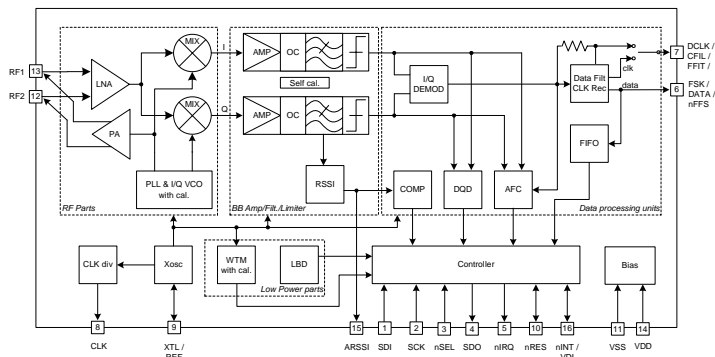 MIX
I
AMP
OC
7
DCLK /
CFIL /
FFIT /
clk
13
RF1
LNA
I/Q
DEMOD
Self cal.
Data Filt
CLK Rec
data
6
FSK /
DATA /
nFFS
RF2
12
MIX
Q
AMP
OC
PA
FIFO
RSSI
COMP
DQD
AFC
PLL & I/Q VCO
with cal.
RF Parts
BB Amp/Filt./Limiter
Data processing units
CLK div
Xosc
WTM
with cal.
LBD
Low Power parts
Controller
Bias
8
9
15
1
2
3
4
5
10
16
11
14
CLK
XTL /
REF
ARSSI
SDI
SCK
nSEL
SDO
nIRQ
nRES
nINT /
VDI
VSS
VDD